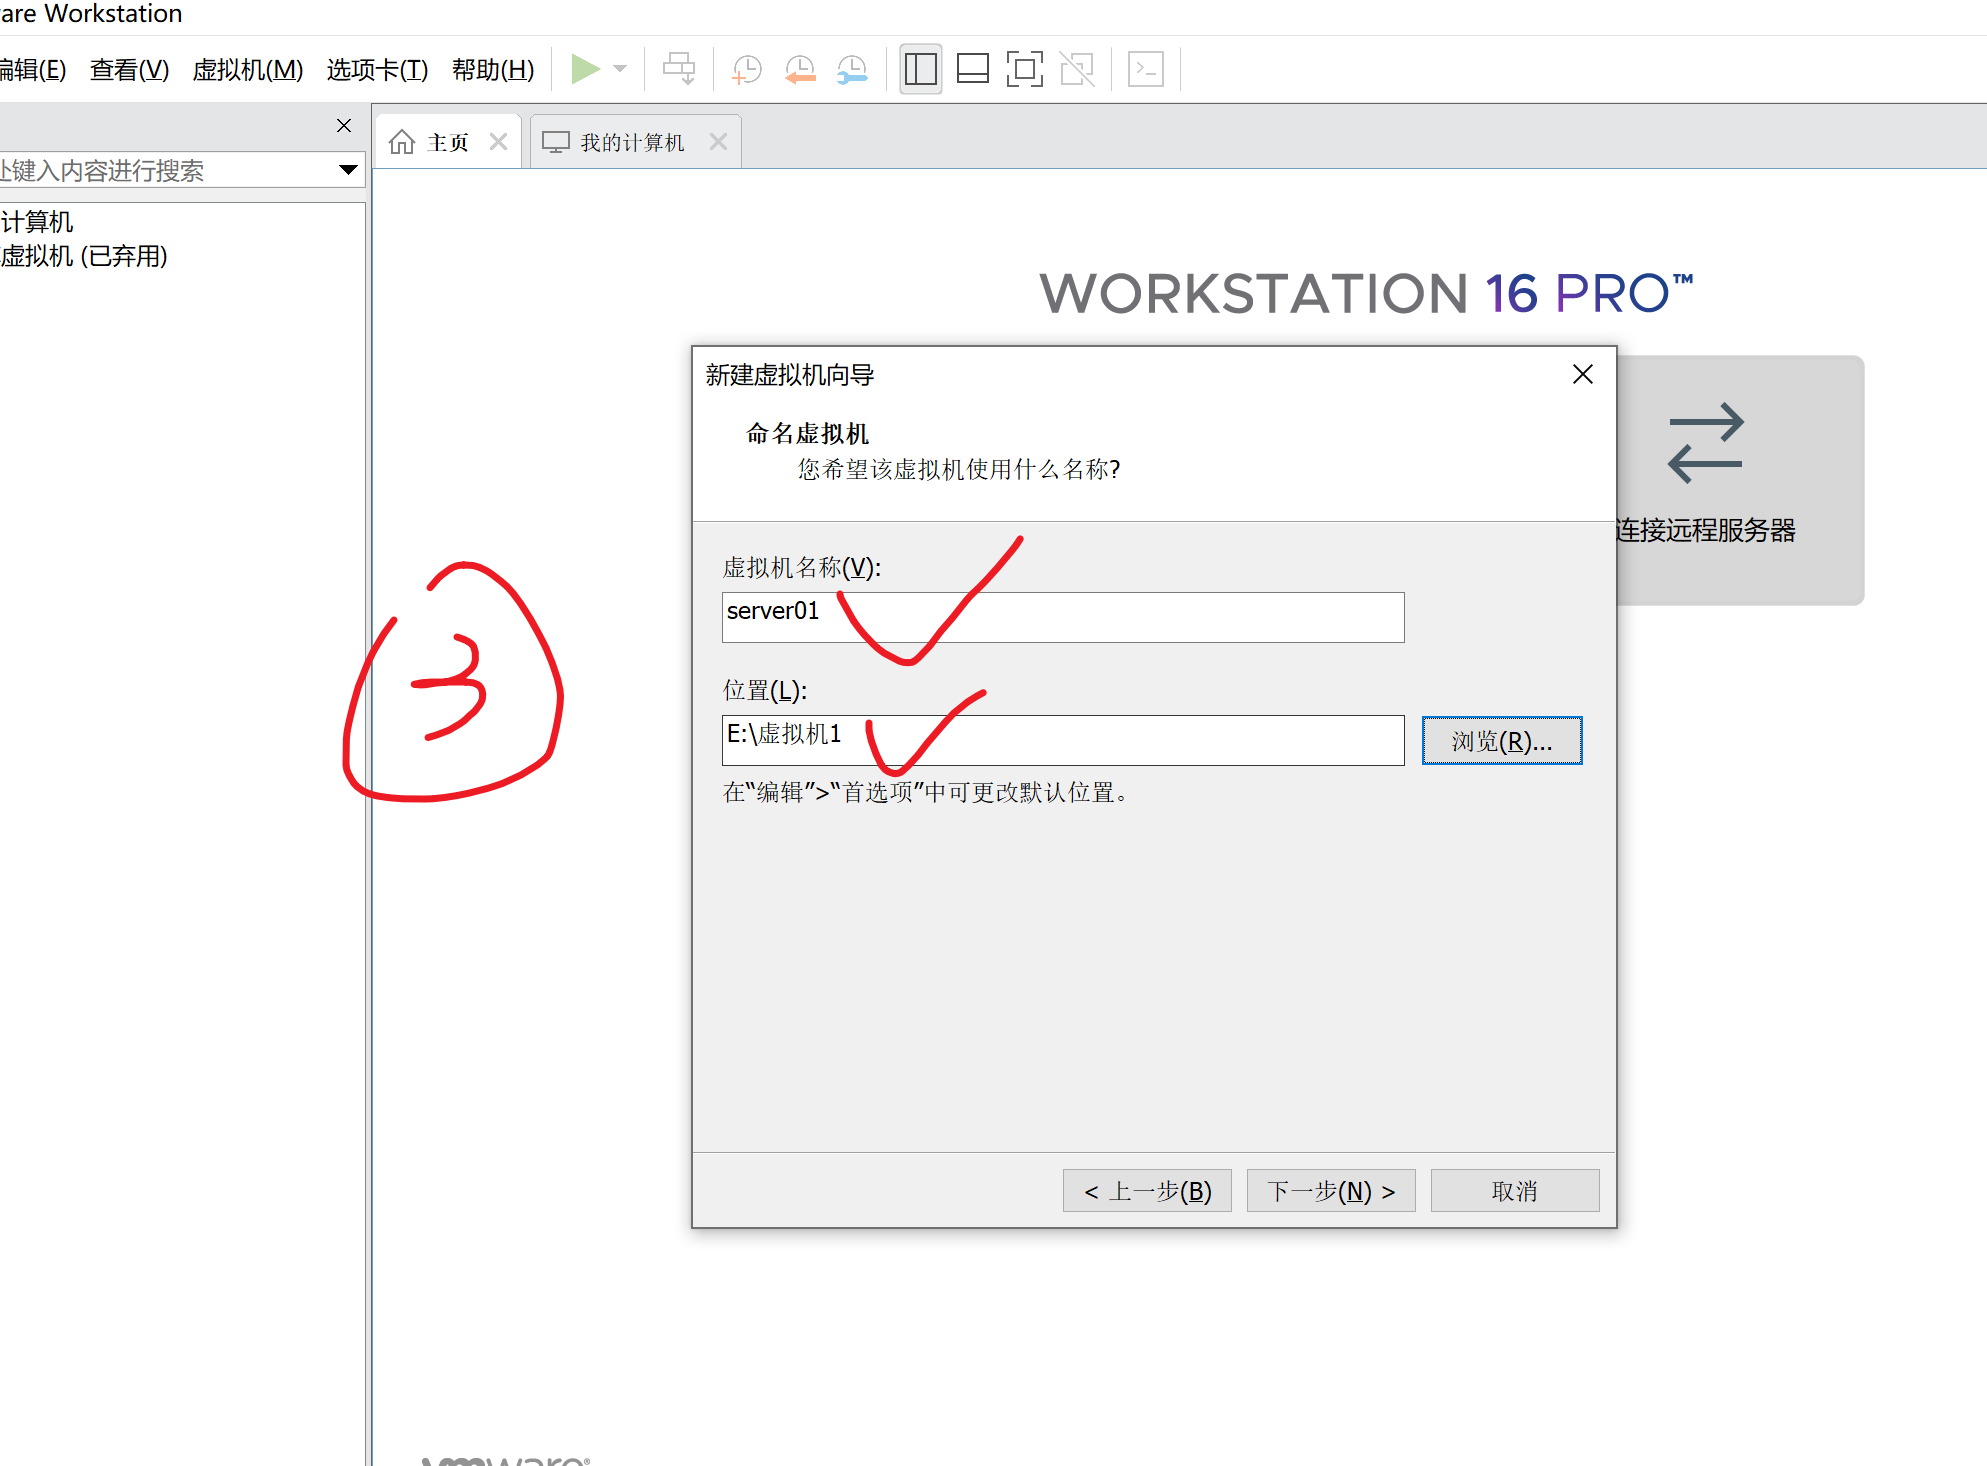 are Workstation
编辑(E) 查看(V) 虚拟机(M) 选项卡(T) 帮助(H)
主页 我的计算机
处键入内容进行搜索
计算机
虚拟机 (已弃用)
WORKSTATION 16 PRO™
新建虚拟机向导
命名虚拟机
您希望该虚拟机使用什么名称?
连接远程服务器
虚拟机名称(V):
server01
3
位置(L):
E:\虚拟机1
浏览(R)...
在“编辑”>“首选项”中可更改默认位置。
< 上一步(B) 下一步(N) > 取消
vmware®